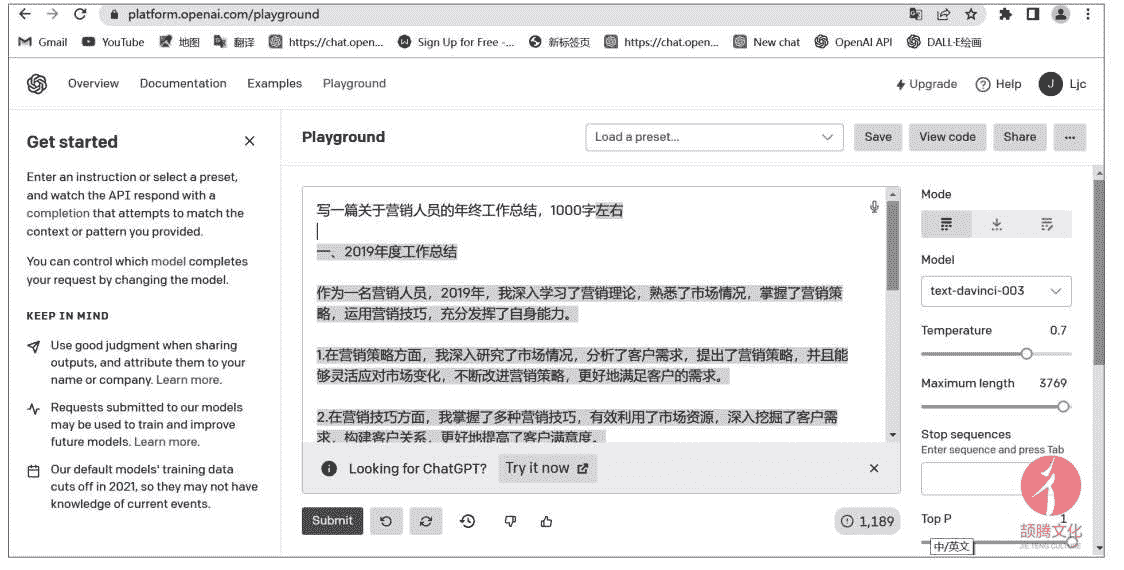 platform.openai.com/playground
Gmail YouTube 地图 翻译 https://chat.open... Sign Up for Free -... 新标签页 https://chat.open... New chat OpenAI API DALL-E绘画
Overview Documentation Examples Playground Upgrade Help J Ljc
Get started
Enter an instruction or select a preset,
and watch the API respond with a
completion that attempts to match the
context or pattern you provided.
You can control which model completes
your request by changing the model.
KEEP IN MIND
Use good judgment when sharing
outputs, and attribute them to your
name or company. Learn more.
Requests submitted to our models
may be used to train and improve
future models. Learn more.
Our default models' training data
cuts off in 2021, so they may not have
knowledge of current events.
Playground Load a preset... Save View code Share ...
写一篇关于营销人员的年终工作总结，1000字左右
一、2019年度工作总结
作为一名营销人员，2019年，我深入学习了营销理论，熟悉了市场情况，掌握了营销策
略，运用营销技巧，充分发挥了自身能力。
1.在营销策略方面，我深入研究了市场情况，分析了客户需求，提出了营销策略，并且能
够灵活应对市场变化，不断改进营销策略，更好地满足客户的需求。
2.在营销技巧方面，我掌握了多种营销技巧，有效利用了市场资源，深入挖掘了客户需
求，构建客户关系，更好地提高了客户满意度。
Looking for ChatGPT? Try it now
Submit 1,189
Mode
Model
text-davinci-003
Temperature 0.7
Maximum length 3769
Stop sequences
Enter sequence and press Tab
Top P 1
中/英文
颉腾文化
JIE TENG CULTURE